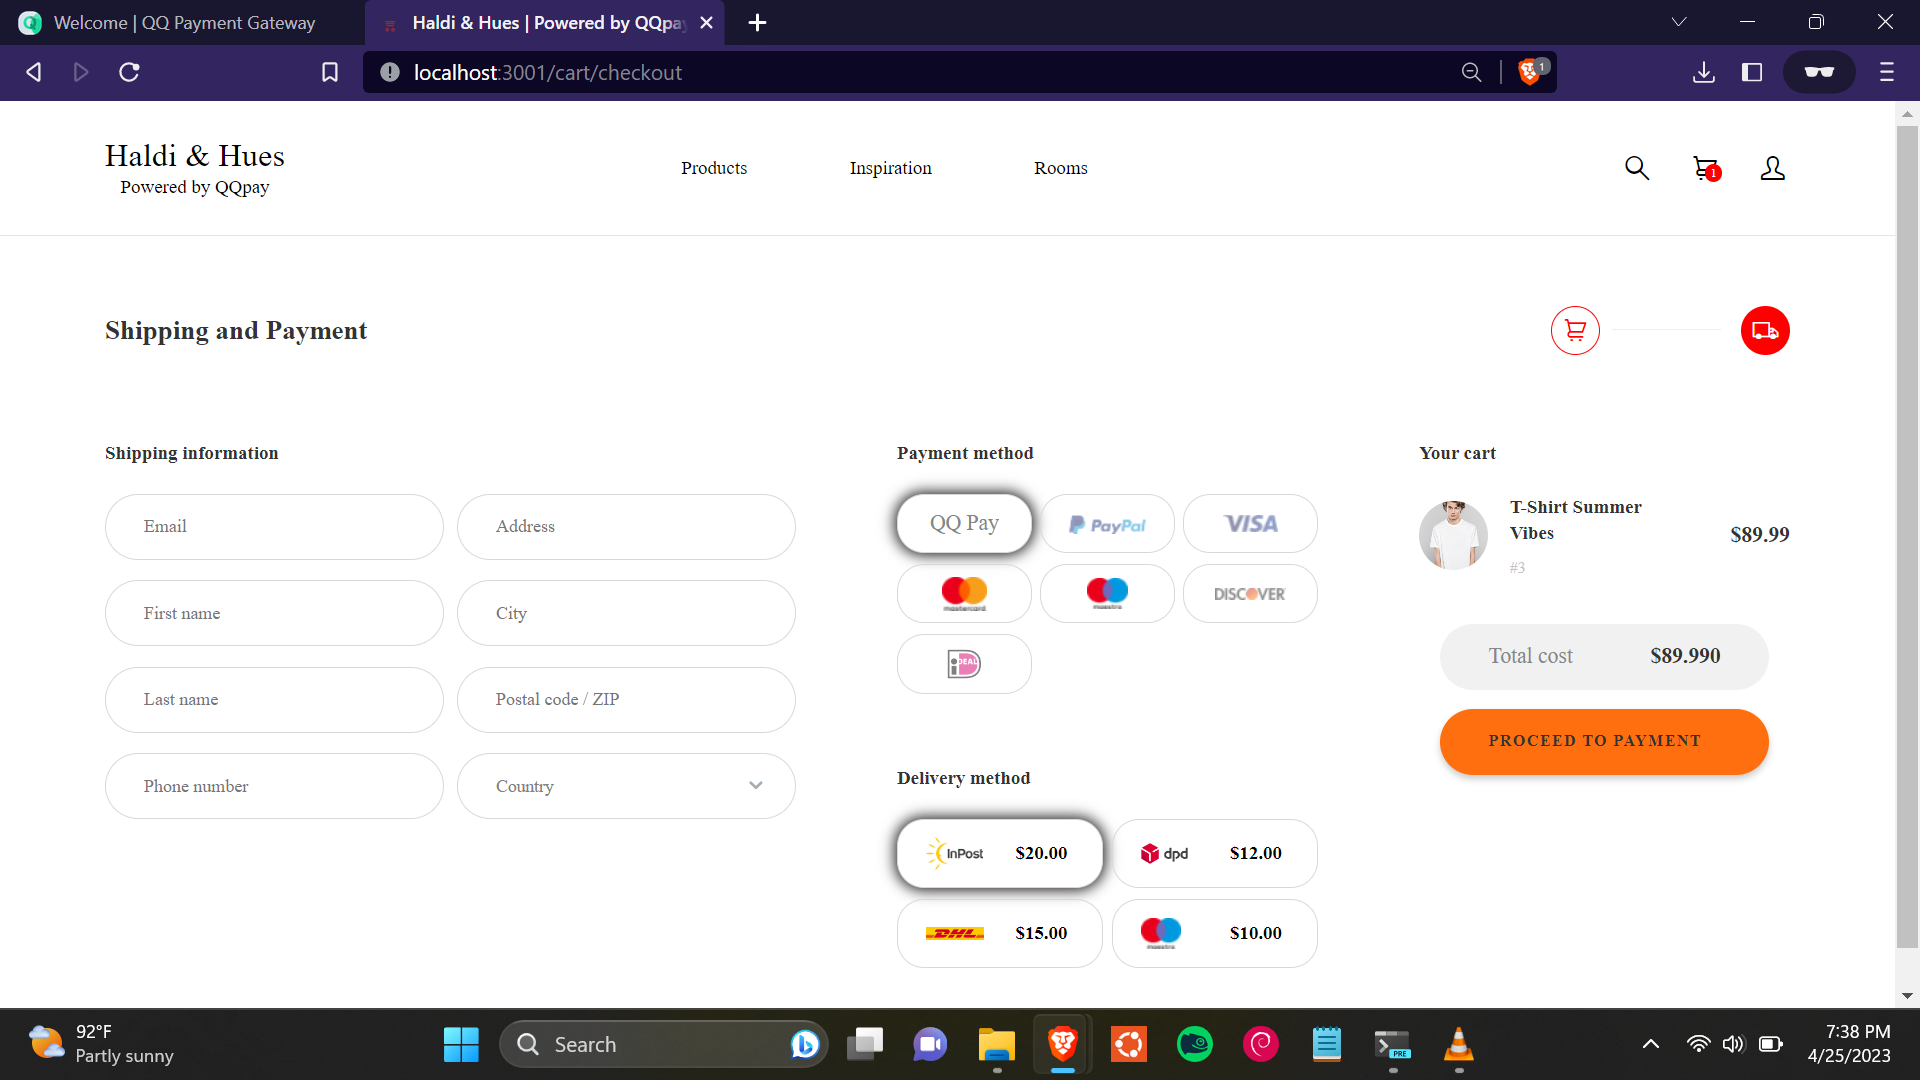 Welcome | QQ Payment Gateway
Haldi & Hues | Powered by QQpay
localhost:3001/cart/checkout
1
Haldi & Hues
Powered by QQpay
Products
Inspiration
Rooms
1
Shipping and Payment
Shipping information
Email
Address
First name
City
Last name
Postal code / ZIP
Phone number
Country
Payment method
QQ Pay
PayPal
VISA
mastercard
maestro
DISCOVER
iDEAL
Delivery method
InPost $20.00
dpd $12.00
DHL $15.00
maestro $10.00
Your cart
T-Shirt Summer
Vibes
#3
$89.99
Total cost $89.990
PROCEED TO PAYMENT
92°F
Partly sunny
Search
PRE
7:38 PM
4/25/2023